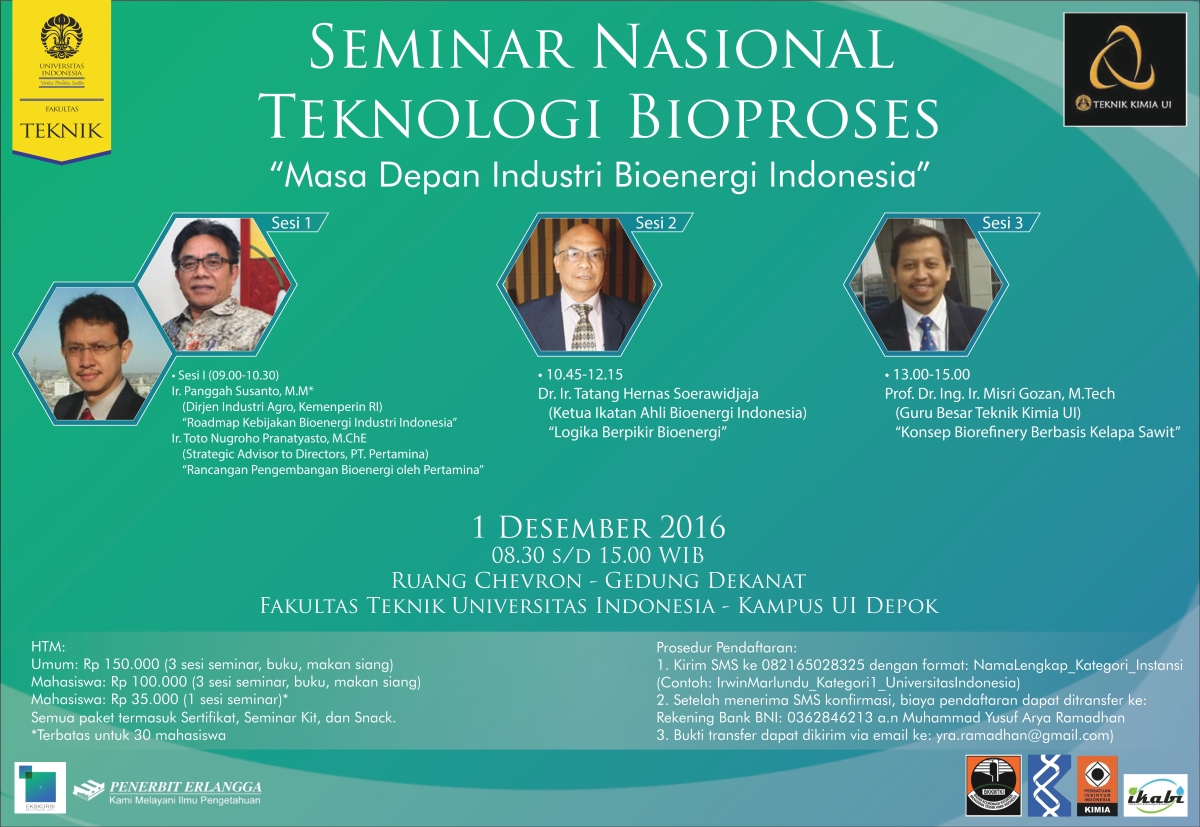 UNIVERSITAS
INDONESIA
Veritas, Probitas, Iustitia
FAKULTAS
TEKNIK
SEMINAR NASIONAL
TEKNOLOGI BIOPROSES
“Masa Depan Industri Bioenergi Indonesia”
TEKNIK KIMIA UI
Sesi 1
Sesi 2
Sesi 3
• Sesi I (09.00-10.30)
Ir. Panggah Susanto, M.M*
(Dirjen Industri Agro, Kemenperin RI)
“Roadmap Kebijakan Bioenergi Industri Indonesia”
Ir. Toto Nugroho Pranatyasto, M.ChE
(Strategic Advisor to Directors, PT. Pertamina)
“Rancangan Pengembangan Bioenergi oleh Pertamina”
• 10.45-12.15
Dr. Ir. Tatang Hernas Soerawidjaja
(Ketua Ikatan Ahli Bioenergi Indonesia)
“Logika Berpikir Bioenergi”
• 13.00-15.00
Prof. Dr. Ing. Ir. Misri Gozan, M.Tech
(Guru Besar Teknik Kimia UI)
“Konsep Biorefinery Berbasis Kelapa Sawit”
1 DESEMBER 2016
08.30 S/D 15.00 WIB
RUANG CHEVRON - GEDUNG DEKANAT
FAKULTAS TEKNIK UNIVERSITAS INDONESIA - KAMPUS UI DEPOK
HTM:
Umum: Rp 150.000 (3 sesi seminar, buku, makan siang)
Mahasiswa: Rp 100.000 (3 sesi seminar, buku, makan siang)
Mahasiswa: Rp 35.000 (1 sesi seminar)*
Semua paket termasuk Sertifikat, Seminar Kit, dan Snack.
*Terbatas untuk 30 mahasiswa
Prosedur Pendaftaran:
1. Kirim SMS ke 082165028325 dengan format: NamaLengkap_Kategori_Instansi
(Contoh: IrwinMarlundu_Kategori1_UniversitasIndonesia)
2. Setelah menerima SMS konfirmasi, biaya pendaftaran dapat ditransfer ke:
Rekening Bank BNI: 0362846213 a.n Muhammad Yusuf Arya Ramadhan
3. Bukti transfer dapat dikirim via email ke: yra.ramadhan@gmail.com)
EKSKURSI
PENERBIT ERLANGGA
Kami Melayani Ilmu Pengetahuan
PERSATUAN
INSINYUR
INDONESIA
KIMIA
ikabi